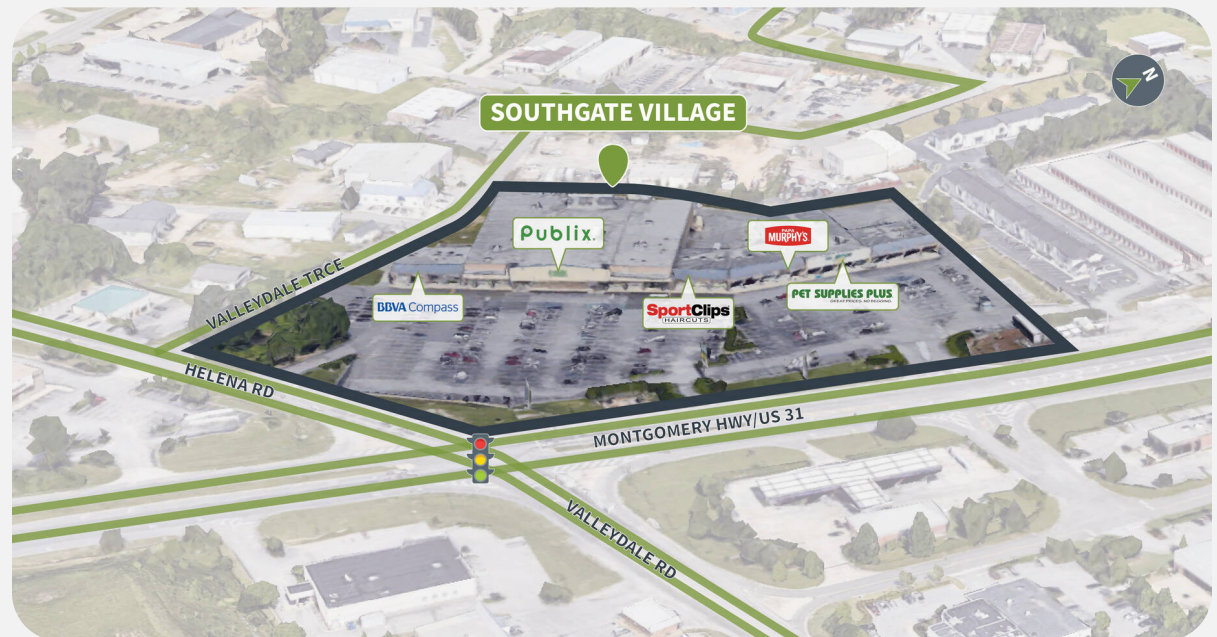 N
SOUTHGATE VILLAGE
Publix.
PAPA
MURPHY'S
BBVA Compass
SportClips
HAIRCUTS
PET SUPPLIES PLUS
VALLEYDALE TRCE
HELENA RD
MONTGOMERY HWY/US 31
VALLEYDALE RD